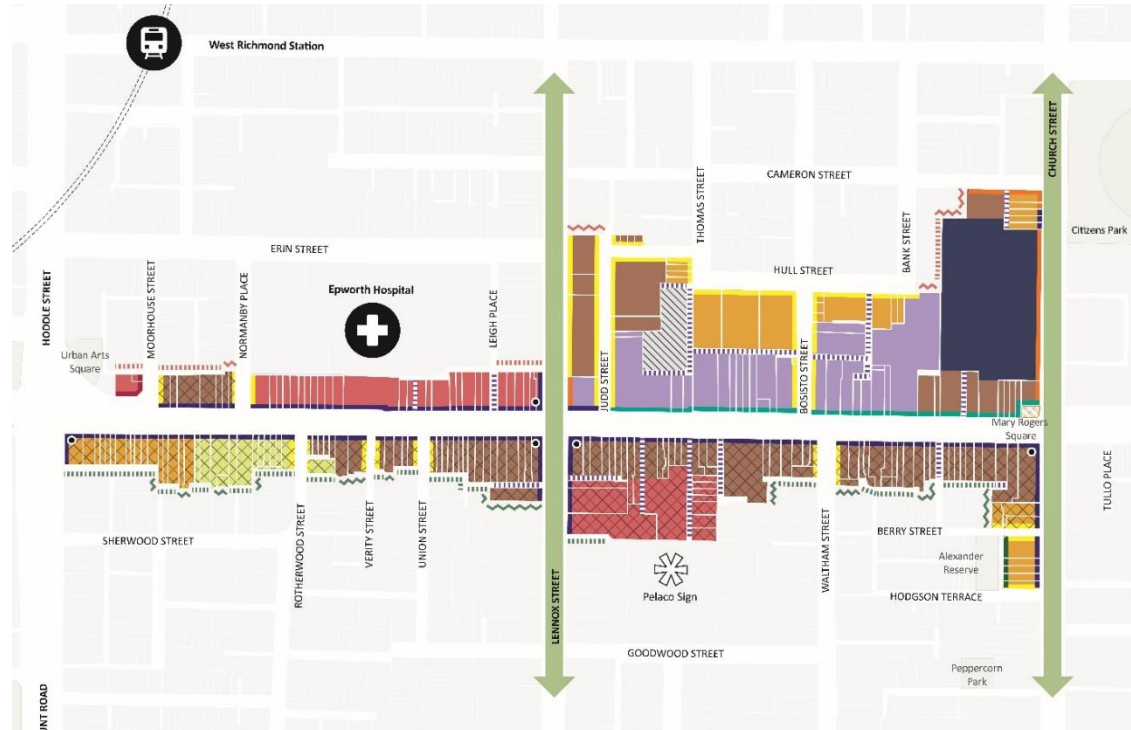 West Richmond Station
CHURCH STREET
THOMAS STREET
CAMERON STREET
Citizens Park
BANK STREET
ERIN STREET
HULL STREET
HODDLE STREET
MOORHOUSE STREET
NORMANBY PLACE
Epworth Hospital
LEIGH PLACE
Urban Arts
Square
JUDD STREET
BOSISTO STREET
Mary Rogers
Square
TULLO PLACE
SHERWOOD STREET
ROTHERWOOD STREET
VERITY STREET
UNION STREET
WALTHAM STREET
BERRY STREET
Alexander
Reserve
Pelaco Sign
HODGSON TERRACE
LENNOX STREET
GOODWOOD STREET
Peppercorn
Park
UNT ROAD